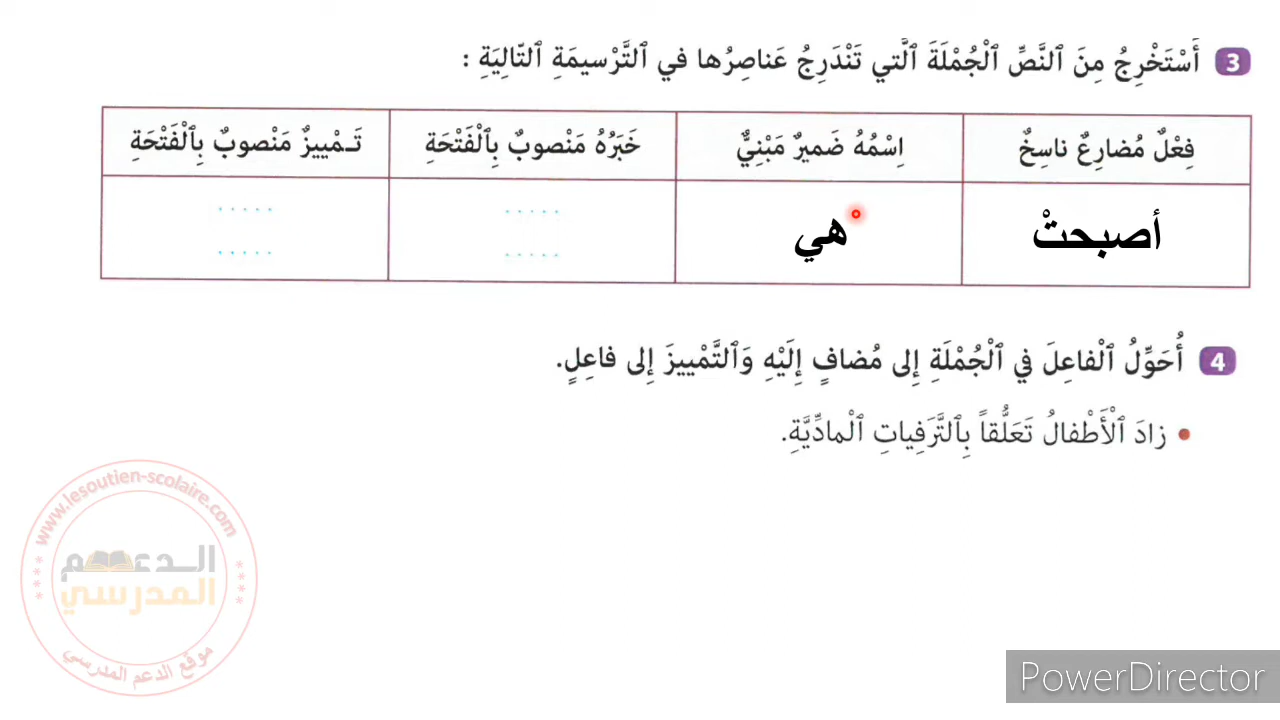 3 أَسْتَخْرِجُ مِنَ ٱلنَّصِّ ٱلْجُمْلَةَ ٱلَّتي تَنْدَرِجُ عَناصِرُها في ٱلتَّرْسيمَةِ ٱلتّالِيَةِ :
فِعْلٌ مُضارِعٌ ناسِخٌ
اِسْمُهُ ضَميرٌ مَبْنِيٌّ
خَبَرُهُ مَنْصوبٌ بِٱلْفَتْحَةِ
تَـمْييزٌ مَنْصوبٌ بِٱلْفَتْحَةِ
أصبحتْ
هي
.....
.....
.....
.....
4 أُحَوِّلُ ٱلْفاعِلَ في ٱلْجُمْلَةِ إِلى مُضافٍ إِلَيْهِ وَٱلتَّمْييزَ إِلى فاعِلٍ.
• زادَ ٱلْأَطْفالُ تَعَلُّقاً بِٱلتَّرَفِياتِ ٱلْمادِّيَّةِ.
www.lesoutien-scolaire.com
الـدعـم
المدرسي
موقع الدعم المدرسي
PowerDirector